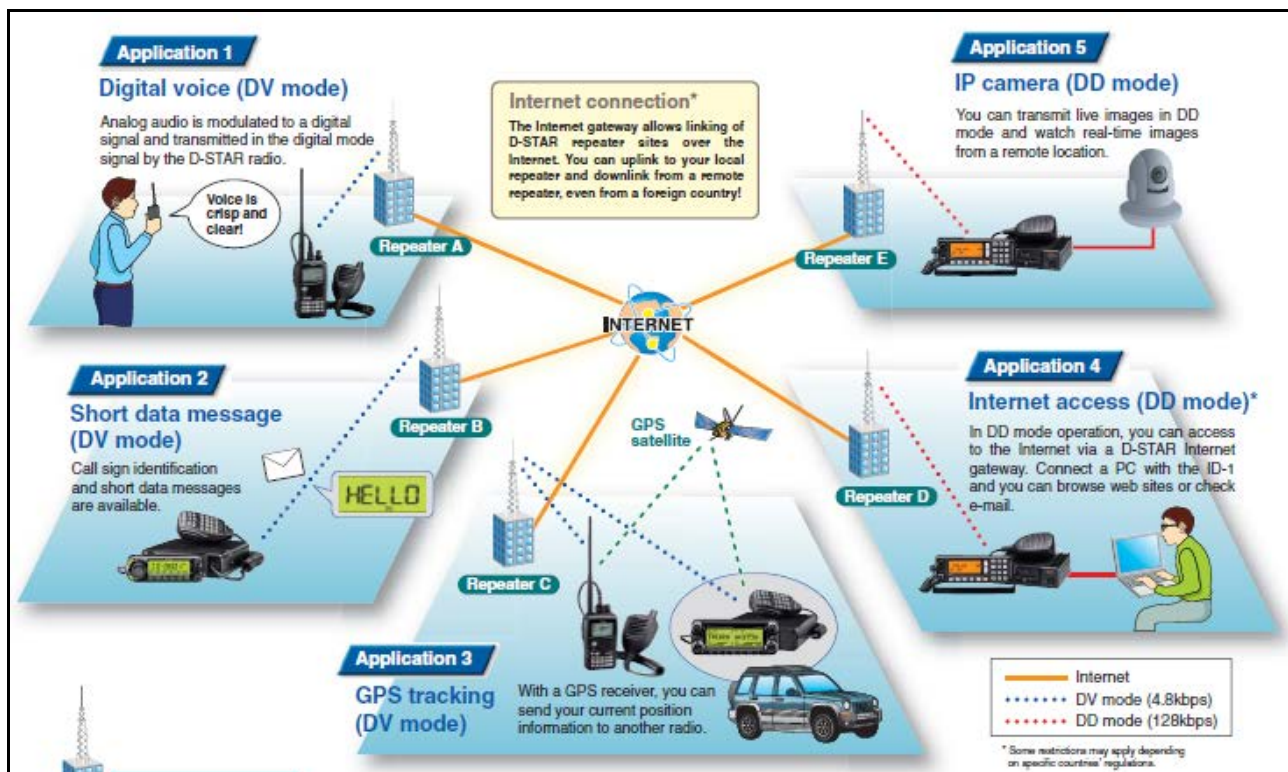 Application 1
Digital voice (DV mode)
Analog audio is modulated to a digital
signal and transmitted in the digital mode
signal by the D-STAR radio.
Voice is
crisp and
clear!
Repeater A
Internet connection*
The Internet gateway allows linking of
D-STAR repeater sites over the
Internet. You can uplink to your local
repeater and downlink from a remote
repeater, even from a foreign country!
Application 5
IP camera (DD mode)
You can transmit live images in DD
mode and watch real-time images
from a remote location.
Repeater E
INTERNET
Application 2
Short data message
(DV mode)
Call sign identification
and short data messages
are available.
HELLO
Repeater B
GPS
satellite
Application 4
Internet access (DD mode)*
In DD mode operation, you can access
to the Internet via a D-STAR Internet
gateway. Connect a PC with the ID-1
and you can browse web sites or check
e-mail.
Repeater D
Repeater C
Application 3
GPS tracking
(DV mode)
With a GPS receiver, you can
send your current position
information to another radio.
Internet
DV mode (4.8kbps)
DD mode (128kbps)
* Some restrictions may apply depending
on specific countries' regulations.